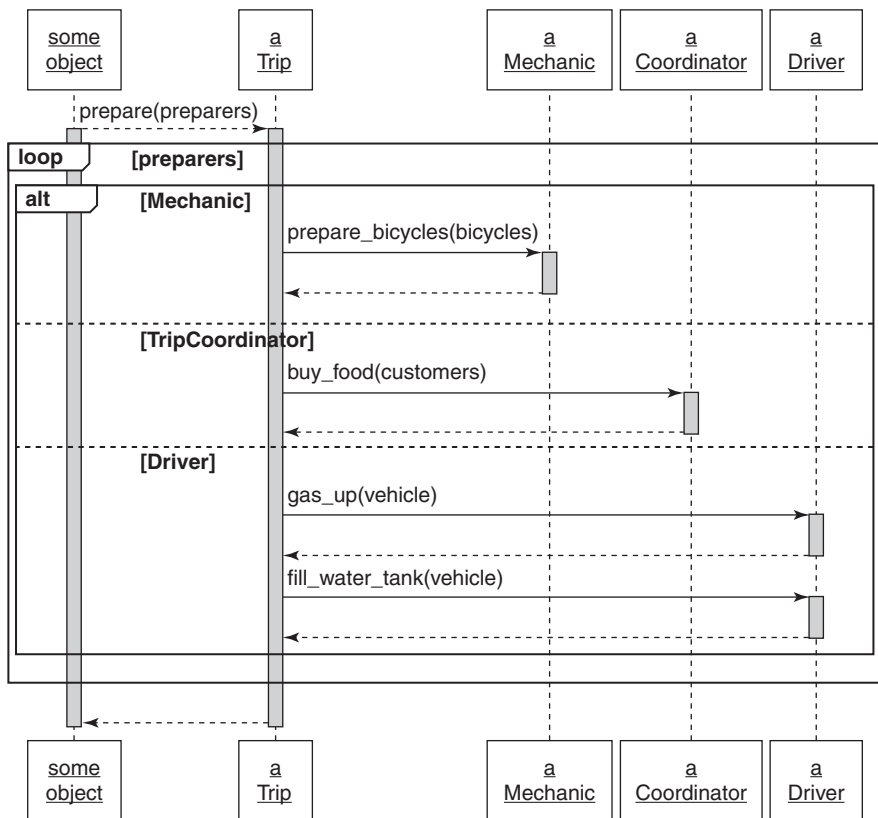 some
object
a
Trip
a
Mechanic
a
Coordinator
a
Driver
prepare(preparers)
loop
[preparers]
alt
[Mechanic]
prepare_bicycles(bicycles)
[TripCoordinator]
buy_food(customers)
[Driver]
gas_up(vehicle)
fill_water_tank(vehicle)
some
object
a
Trip
a
Mechanic
a
Coordinator
a
Driver